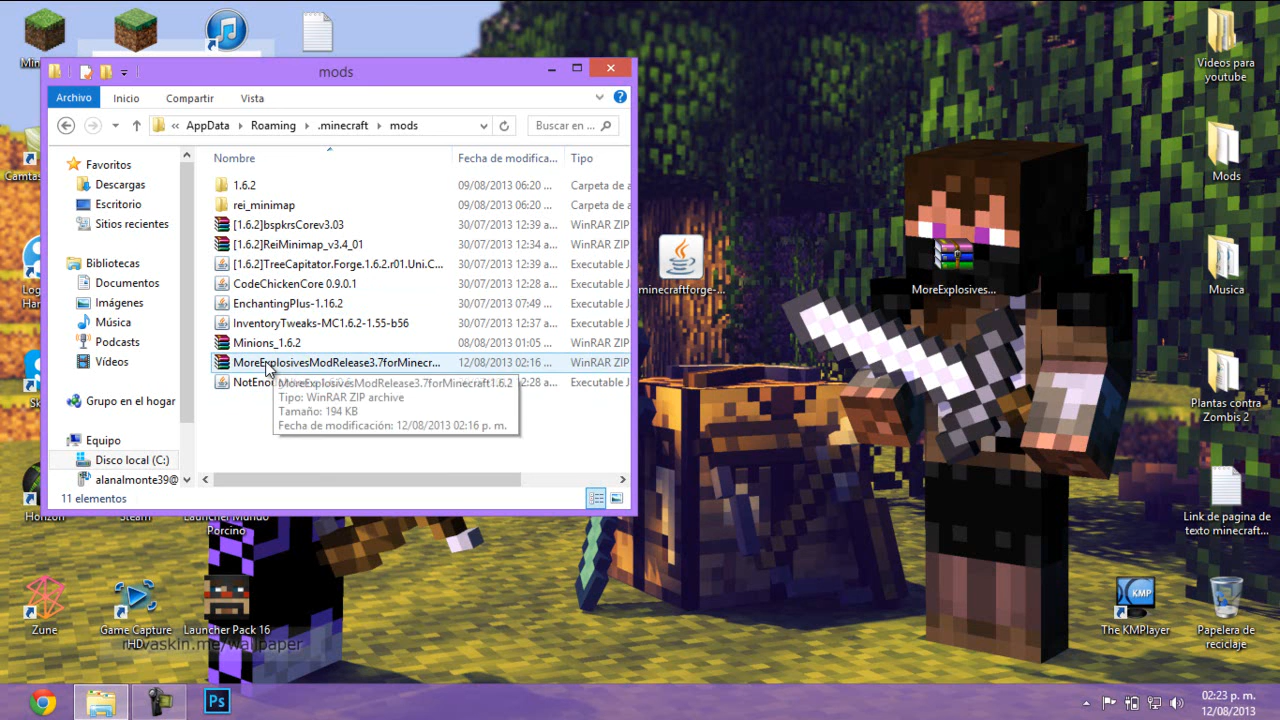 mods
Archivo
Inicio
Compartir
Vista
« AppData
Roaming
.minecraft
mods
Buscar en ...
Favoritos
Descargas
Escritorio
Sitios recientes
Bibliotecas
Documentos
Imágenes
Música
Podcasts
Vídeos
Grupo en el hogar
Equipo
Disco local (C:)
alanalmonte39@
11 elementos
Nombre
Fecha de modifica...
Tipo
1.6.2
09/08/2013 06:20 ...
Carpeta de a
rei_minimap
09/08/2013 06:20 ...
Carpeta de a
[1.6.2]bspkrsCorev3.03
30/07/2013 12:39 a...
WinRAR ZIP
[1.6.2]ReiMinimap_v3.4_01
30/07/2013 12:34 a...
WinRAR ZIP
[1.6.2]TreeCapitator.Forge.1.6.2.r01.Uni.C...
30/07/2013 12:39 a...
Executable J
CodeChickenCore 0.9.0.1
30/07/2013 12:28 a...
Executable J
EnchantingPlus-1.16.2
30/07/2013 07:49 ...
Executable J
InventoryTweaks-MC1.6.2-1.55-b56
30/07/2013 12:37 a...
Executable J
Minions_1.6.2
08/08/2013 01:05 ...
WinRAR ZIP
MoreExplosivesModRelease3.7forMinecr...
12/08/2013 02:16 ...
WinRAR ZIP
NotEno
2:28 a...
Executable J
MoreExplosivesModRelease3.7forMinecraft1.6.2
Tipo: WinRAR ZIP archive
Tamaño: 194 KB
Fecha de modificación: 12/08/2013 02:16 p. m.
minecraftforge-...
MoreExplosives...
Videos para
youtube
Mods
Musica
Plantas contra
Zombis 2
Link de pagina de
texto minecraft...
The KMPlayer
KMP
Papelera de
reciclaje
Horizon
Steam
Launcher Mundo
Porcino
Zune
Game Capture
HD
Launcher Pack 16
novaskin.me/wallpaper
Ps
02:23 p. m.
12/08/2013